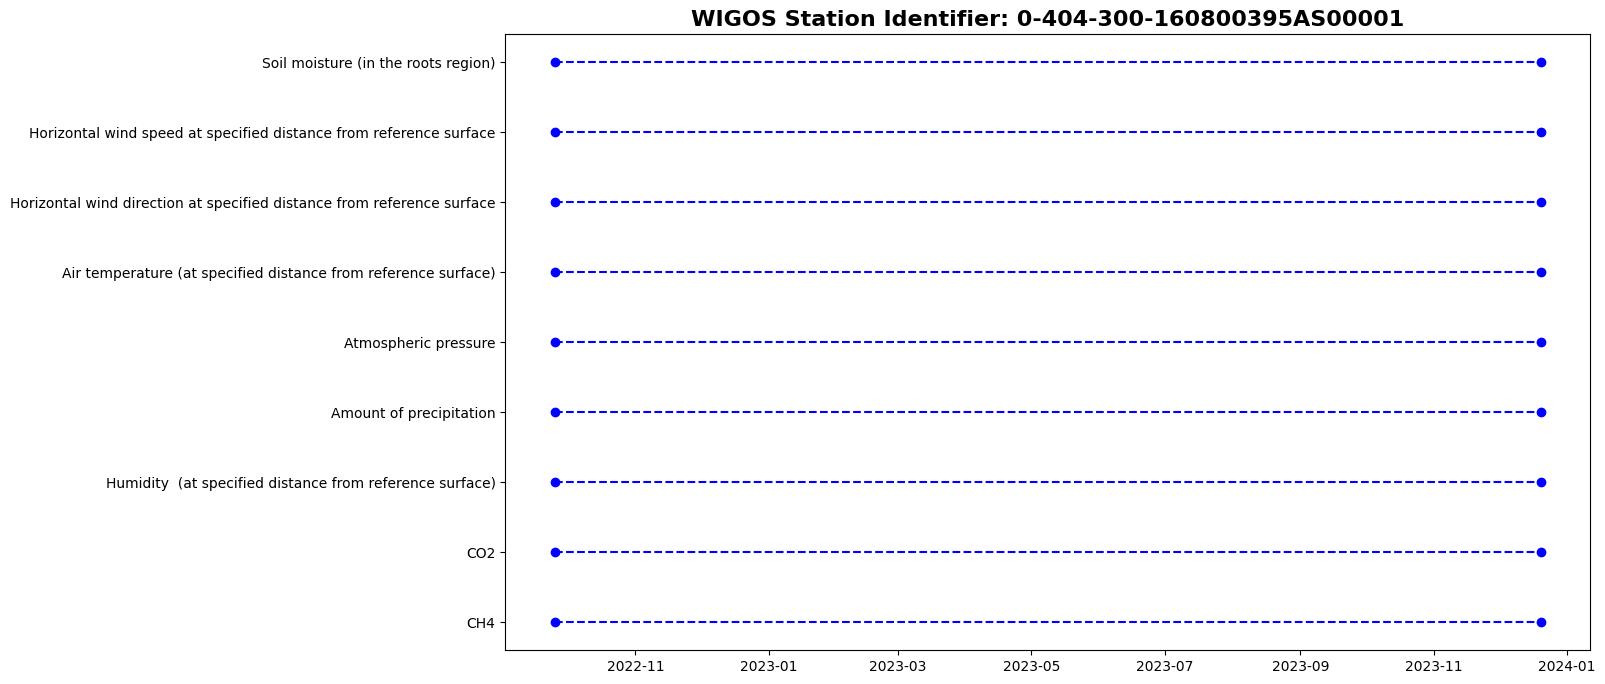 WIGOS Station Identifier: 0-404-300-160800395AS00001
Soil moisture (in the roots region)
Horizontal wind speed at specified distance from reference surface
Horizontal wind direction at specified distance from reference surface
Air temperature (at specified distance from reference surface)
Atmospheric pressure
Amount of precipitation
Humidity  (at specified distance from reference surface)
CO2
CH4
2022-11 2023-01 2023-03 2023-05 2023-07 2023-09 2023-11 2024-01